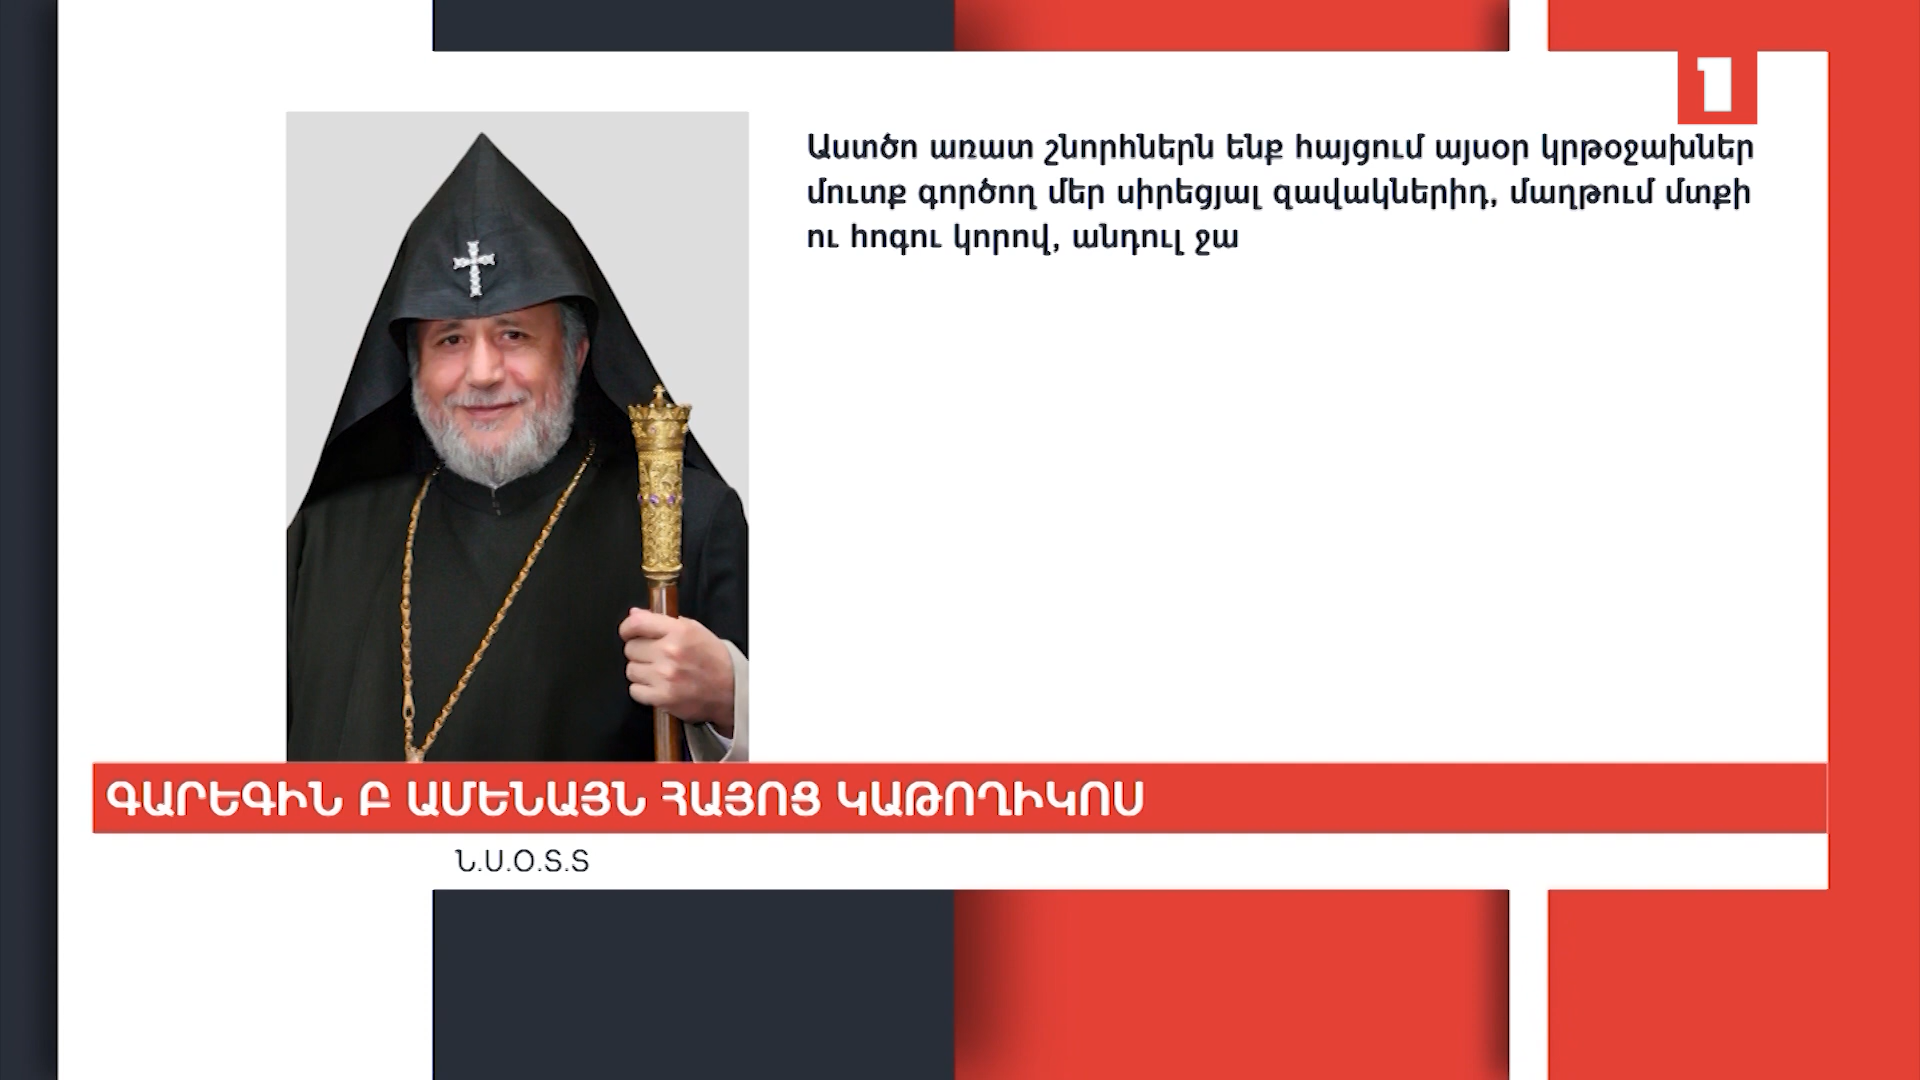 1
Աստծո առատ շնորհներն ենք հայցում այսօր կրթօջախներ
մուտք գործող մեր սիրեցյալ զավակներիդ, մաղթում մտքի
ու հոգու կորով, անդուլ ջա
ԳԱՐԵԳԻՆ Բ ԱՄԵՆԱՅՆ ՀԱՅՈՑ ԿԱԹՈՂԻԿՈՍ
Ն.Ս.Օ.Տ.Տ